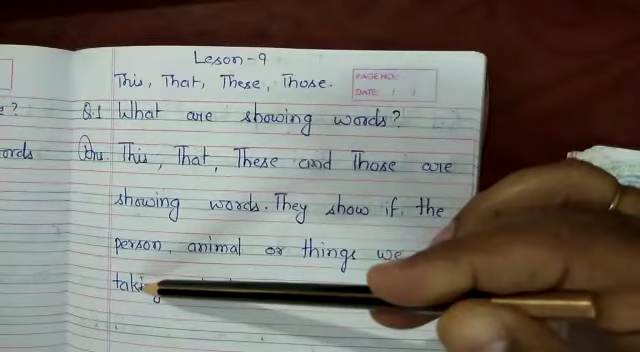 Leson-9
This, That, These, Those.
PAGE NO.:
DATE: / /
e?
Q.1 What are showing words?
ords
Ans. This, That, These and Those are
showing words. They show if the
person, animal or things we